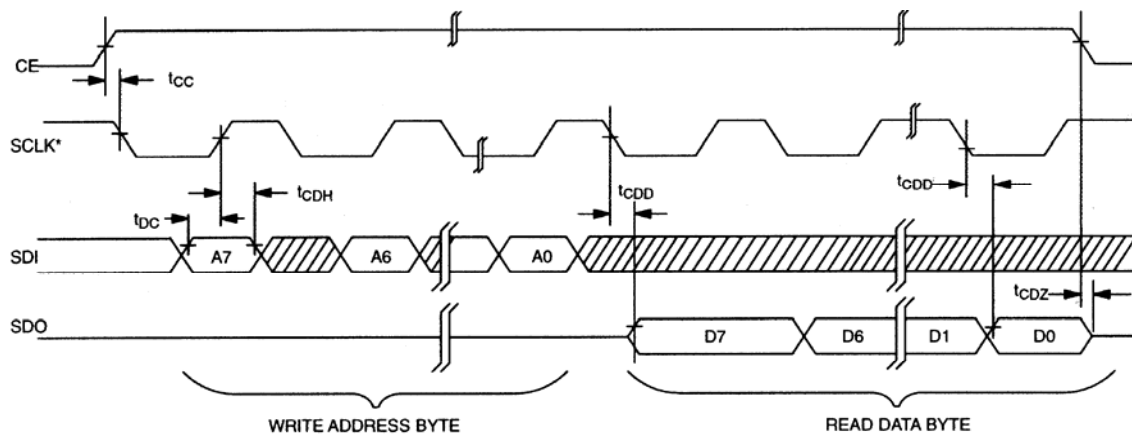 CE
tCC
SCLK*
tCDH
tCDD
tCDD
tDC
SDI
A7
A6
A0
tCDZ
SDO
D7
D6
D1
D0
WRITE ADDRESS BYTE
READ DATA BYTE